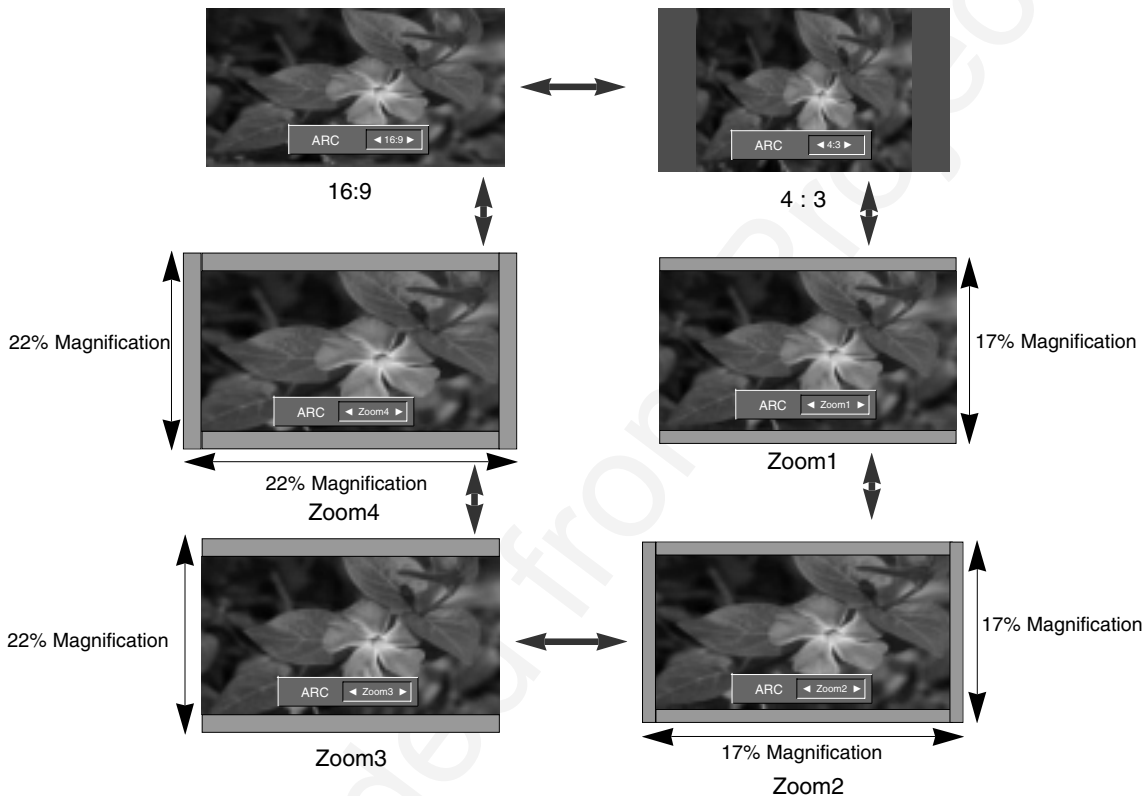 ARC ◄ 16:9 ►
16:9
ARC ◄ 4:3 ►
4 : 3
22% Magnification
ARC ◄ Zoom4 ►
22% Magnification
Zoom4
ARC ◄ Zoom1 ►
17% Magnification
Zoom1
22% Magnification
ARC ◄ Zoom3 ►
Zoom3
ARC ◄ Zoom2 ►
17% Magnification
17% Magnification
Zoom2